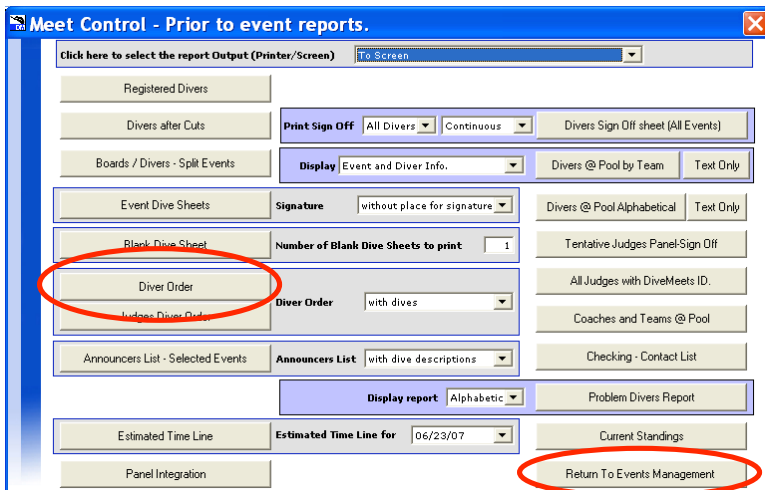 Meet Control - Prior to event reports.
Click here to select the report Output (Printer/Screen) To Screen
Registered Divers
Divers after Cuts Print Sign Off All Divers Continuous Divers Sign Off sheet (All Events)
Boards / Divers - Split Events Display Event and Diver Info. Divers @ Pool by Team Text Only
Event Dive Sheets Signature without place for signature Divers @ Pool Alphabetical Text Only
Blank Dive Sheet Number of Blank Dive Sheets to print 1 Tentative Judges Panel-Sign Off
Diver Order All Judges with DiveMeets ID.
Diver Order with dives
Judges Diver Order Coaches and Teams @ Pool
Announcers List - Selected Events Announcers List with dive descriptions Checking - Contact List
Display report Alphabetic Problem Divers Report
Estimated Time Line Estimated Time Line for 06/23/07 Current Standings
Panel Integration Return To Events Management